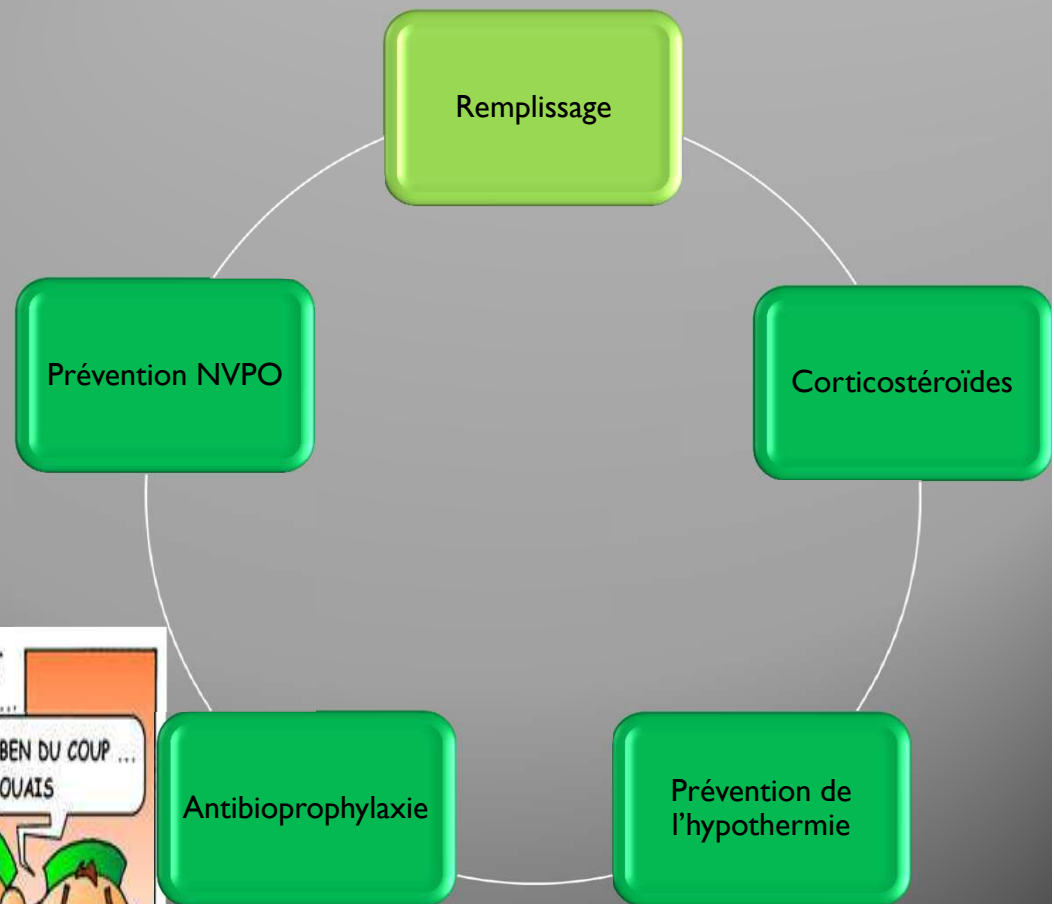 Remplissage
Prévention NVPO
Corticostéroïdes
BEN DU COUP ...
OUAIS
Antibioprophylaxie
Prévention de
l'hypothermie